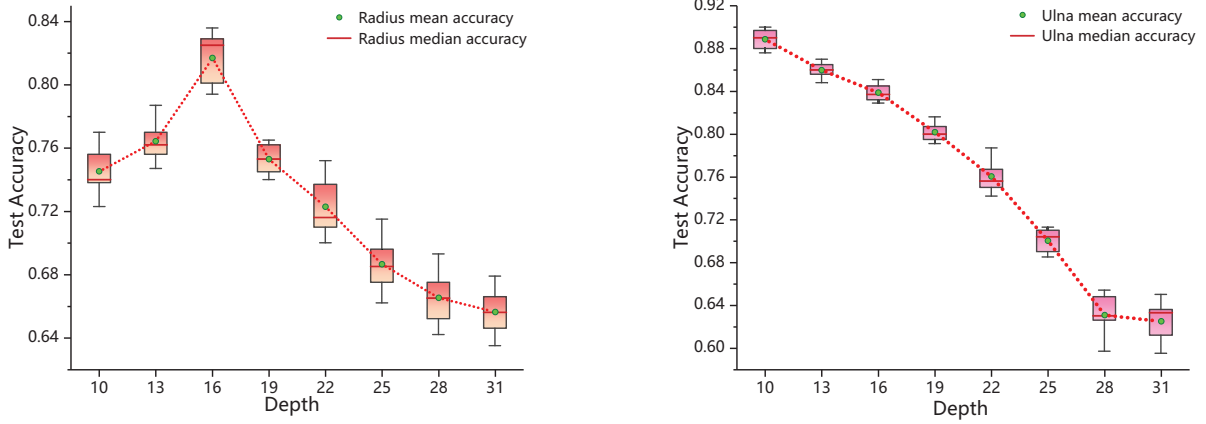 Test Accuracy
0.84
0.80
0.76
0.72
0.68
0.64
Radius mean accuracy
Radius median accuracy
10 13 16 19 22 25 28 31
Depth
Test Accuracy
0.92
0.88
0.84
0.80
0.76
0.72
0.68
0.64
0.60
Ulna mean accuracy
Ulna median accuracy
10 13 16 19 22 25 28 31
Depth